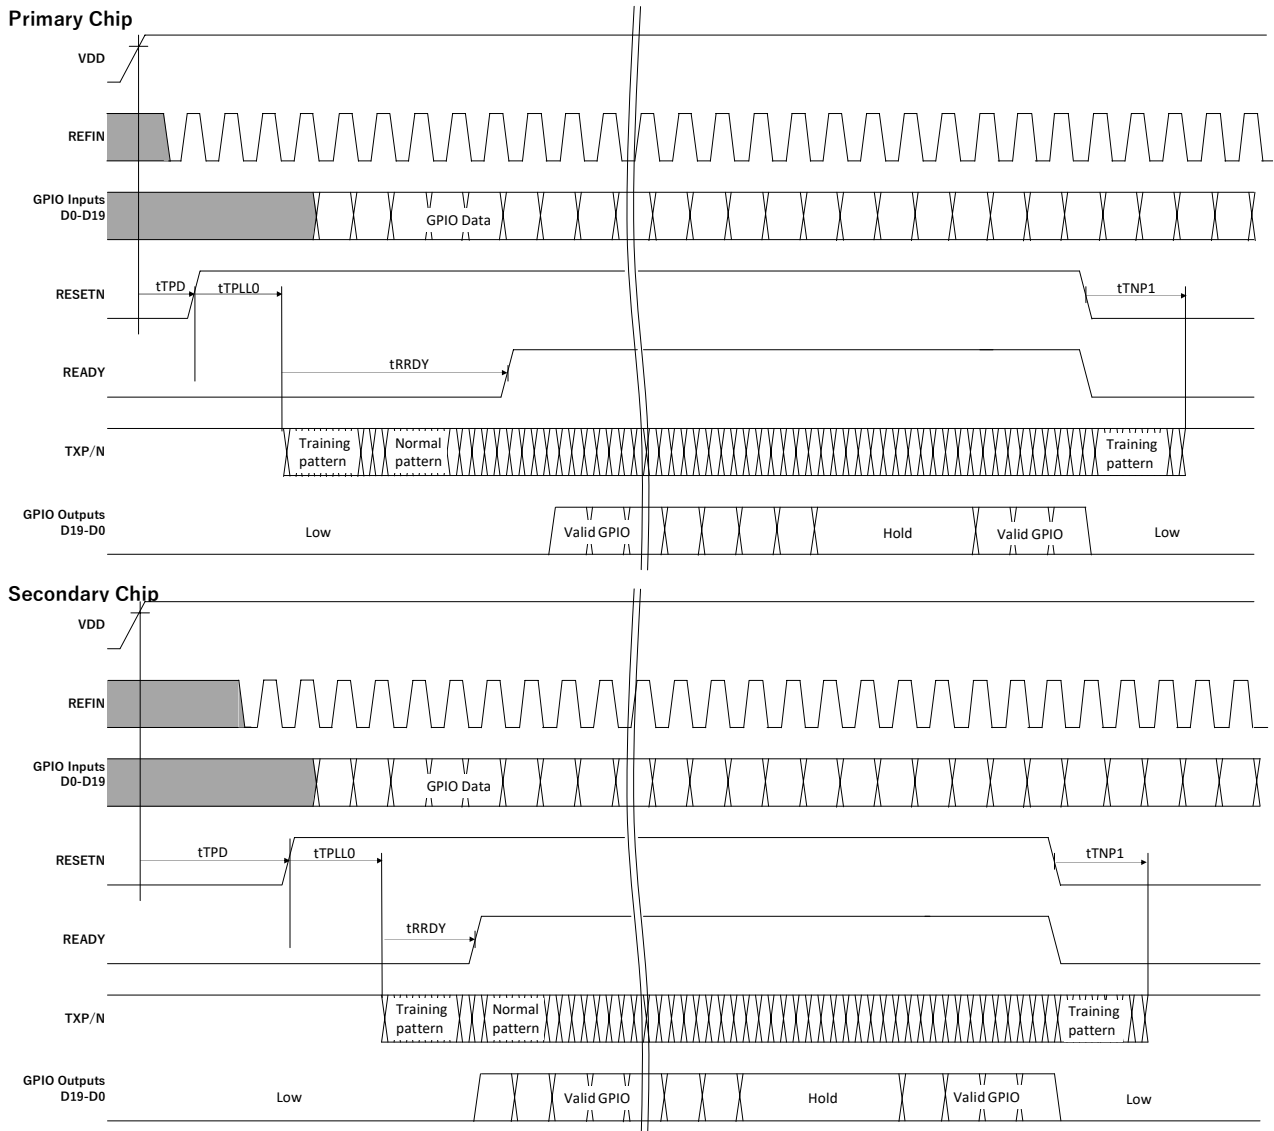 Primary Chip
VDD
REFIN
GPIO Inputs
D0-D19
GPIO Data
RESETN
tTPD
tTPLL0
tTNP1
READY
tRRDY
TXP/N
Training
pattern
Normal
pattern
Training
pattern
GPIO Outputs
D19-D0
Low
Valid GPIO
Hold
Valid GPIO
Low
Secondary Chip
VDD
REFIN
GPIO Inputs
D0-D19
GPIO Data
RESETN
tTPD
tTPLL0
tTNP1
READY
tRRDY
TXP/N
Training
pattern
Normal
pattern
Training
pattern
GPIO Outputs
D19-D0
Low
Valid GPIO
Hold
Valid GPIO
Low